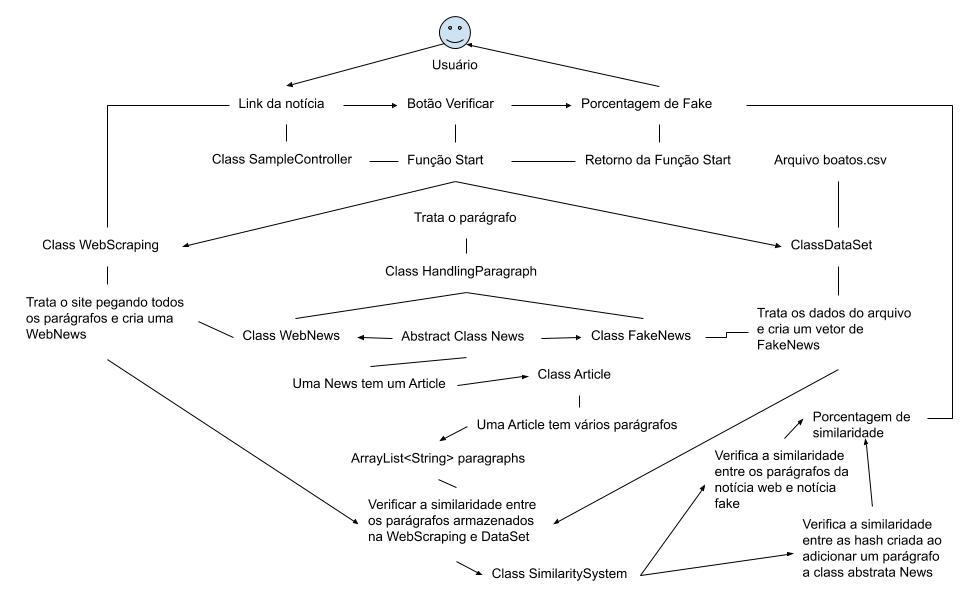 Usuário
Link da notícia
Botão Verificar
Porcentagem de Fake
Class SampleController
Função Start
Retorno da Função Start
Arquivo boatos.csv
Trata o parágrafo
Class WebScraping
ClassDataSet
Class HandlingParagraph
Trata o site pegando todos
os parágrafos e cria uma
WebNews
Class WebNews
Abstract Class News
Class FakeNews
Trata os dados do arquivo
e cria um vetor de
FakeNews
Uma News tem um Article
Class Article
Uma Article tem vários parágrafos
Porcentagem de
similaridade
ArrayList<String> paragraphs
Verifica a similaridade
entre os parágrafos da
notícia web e notícia
fake
Verificar a similaridade entre
os parágrafos armazenados
na WebScraping e DataSet
Verifica a similaridade
entre as hash criada ao
adicionar um parágrafo
a class abstrata News
Class SimilaritySystem